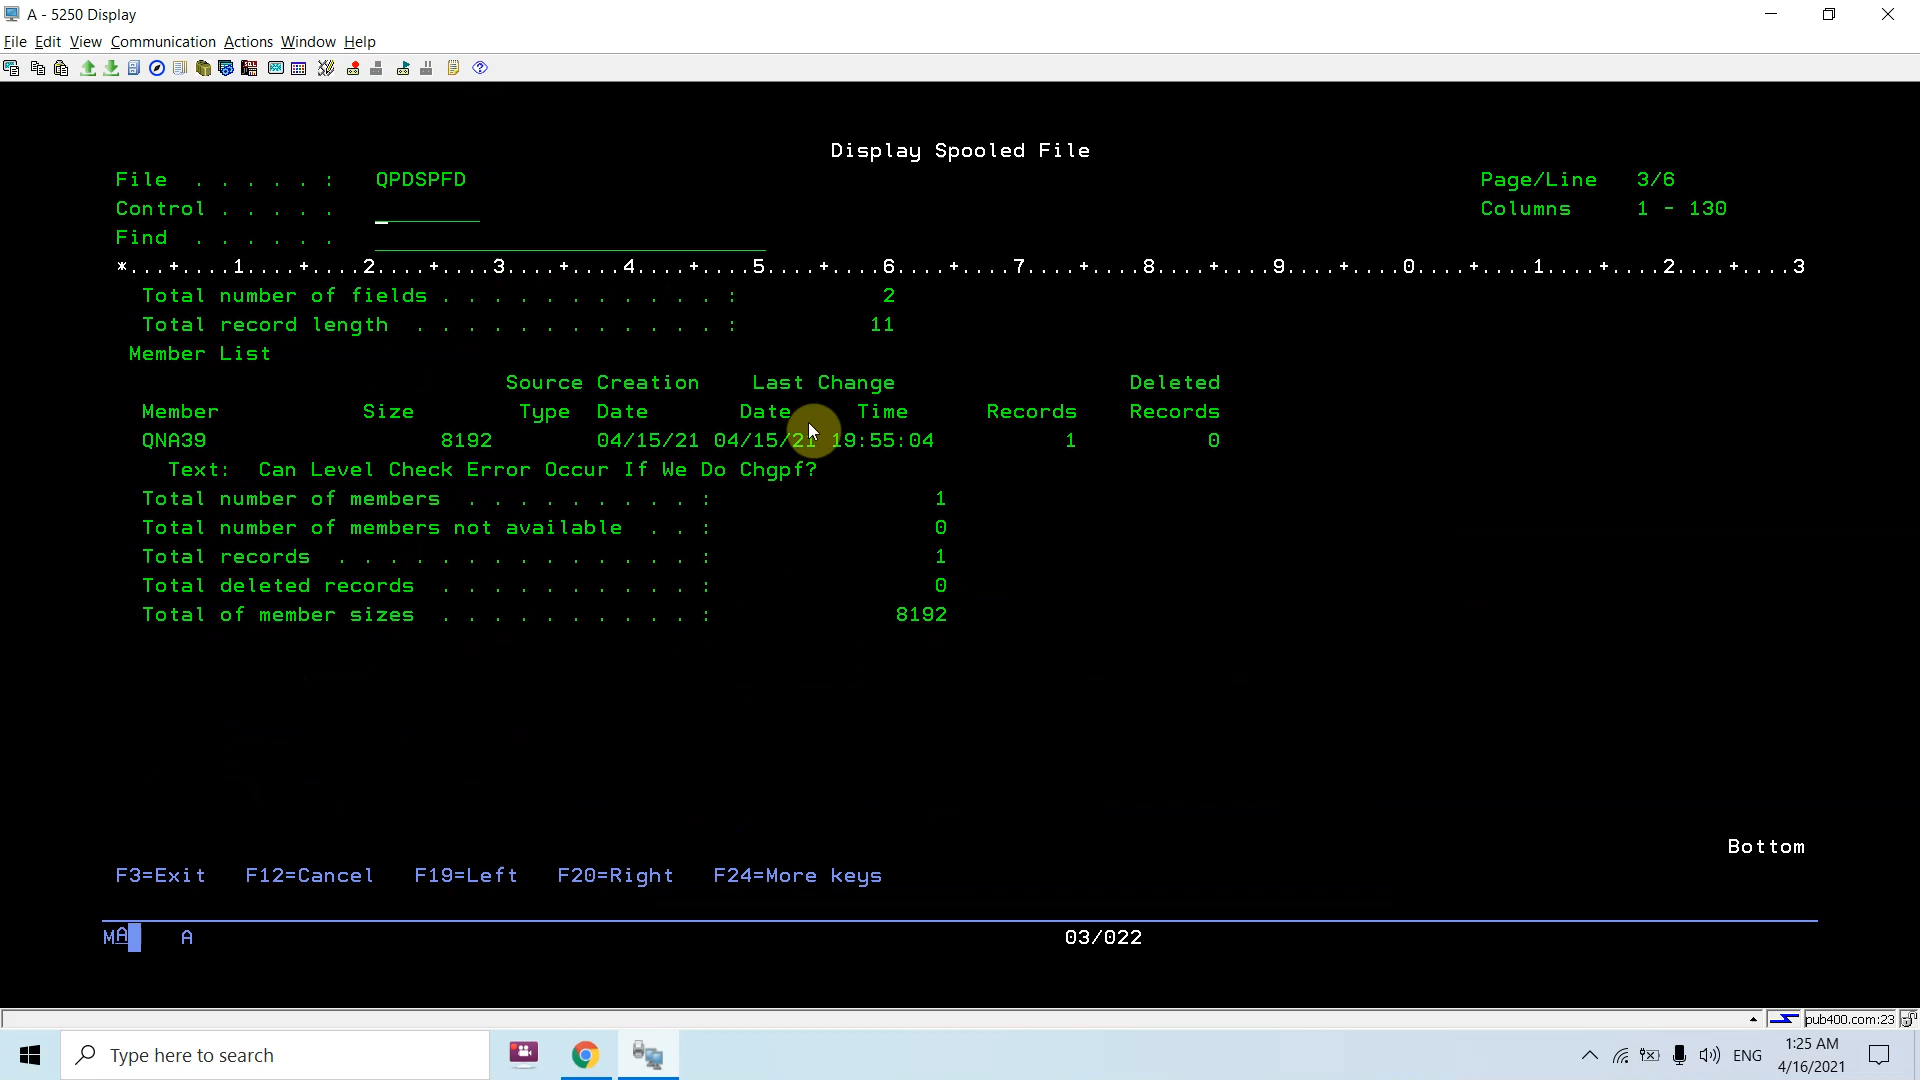 A - 5250 Display
File Edit View Communication Actions Window Help
Display Spooled File
File . . . . . : QPDSPFD Page/Line 3/6
Control . . . . . Columns 1 - 130
Find . . . . . .
*...+....1....+....2....+....3....+....4....+....5....+....6....+....7....+....8....+....9....+....0....+....1....+....2....+....3
Total number of fields . . . . . . . . . . . . : 2
Total record length . . . . . . . . . . . . . : 11
Member List
Source Creation Last Change Deleted
Member Size Type Date Date Time Records Records
QNA39 8192 04/15/21 04/15/21 19:55:04 1 0
Text: Can Level Check Error Occur If We Do Chgpf?
Total number of members . . . . . . . . . : 1
Total number of members not available . . : 0
Total records . . . . . . . . . . . . . . : 1
Total deleted records . . . . . . . . . . : 0
Total of member sizes . . . . . . . . . . : 8192
Bottom
F3=Exit F12=Cancel F19=Left F20=Right F24=More keys
MA A 03/022
pub400.com:23
Type here to search
ENG
1:25 AM
4/16/2021